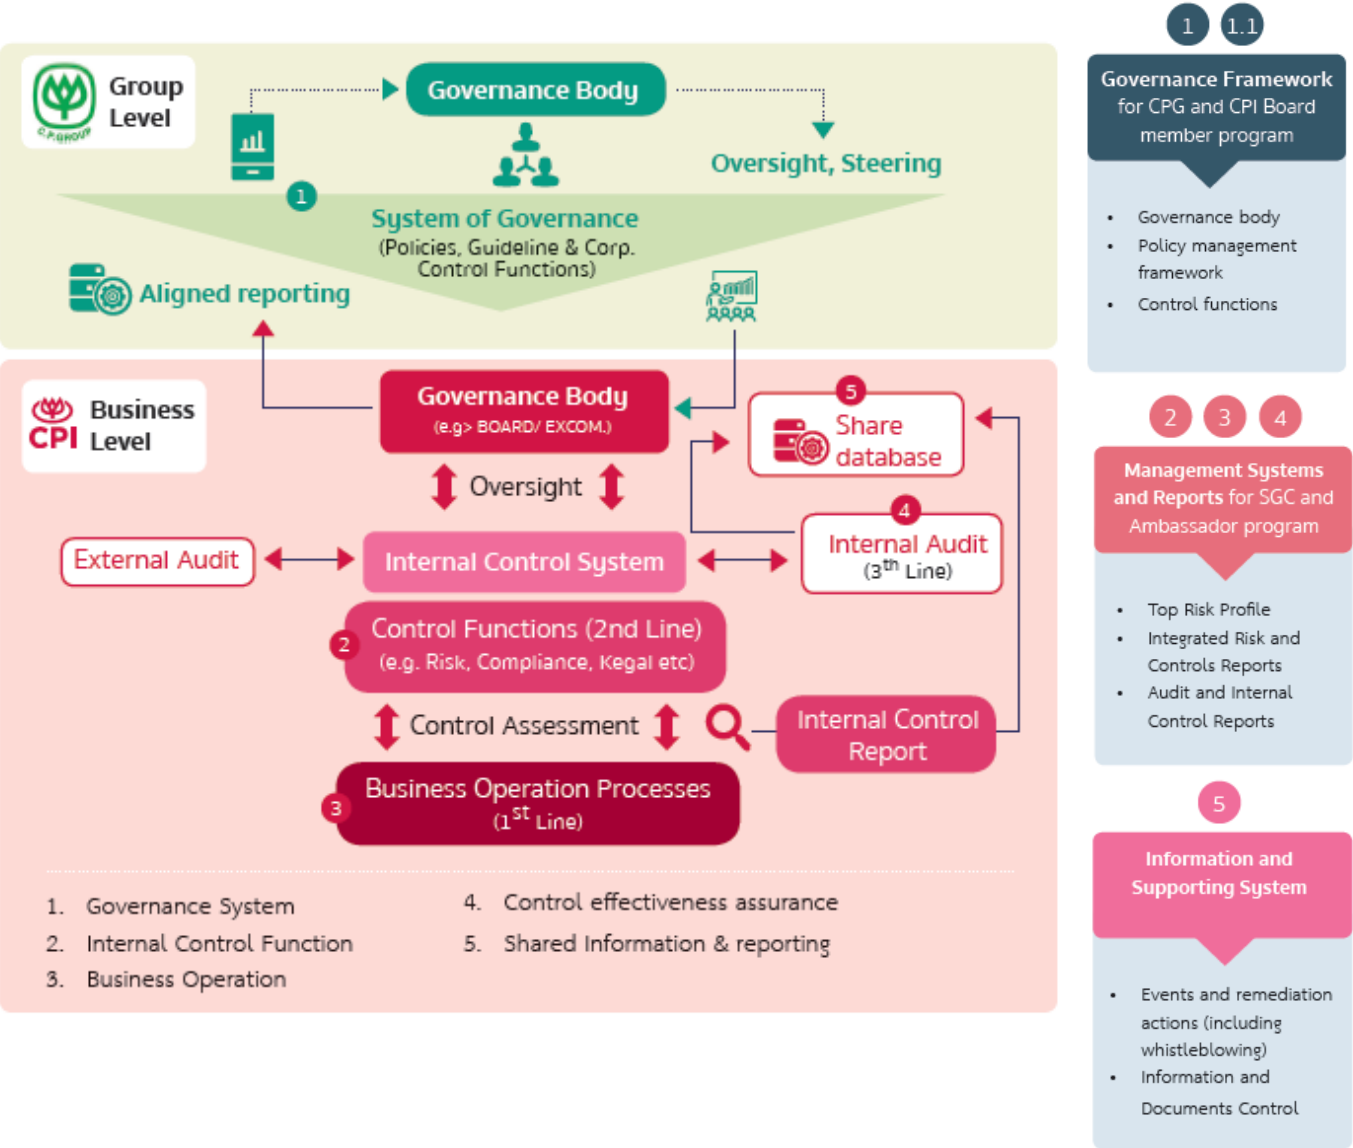 Group
Level
C.P.GROUP
Governance Body
Oversight, Steering
1
System of Governance
(Policies, Guideline & Corp.
Control Functions)
Aligned reporting
CPI
Business
Level
Governance Body
(e.g> BOARD/ EXCOM.)
5
Share
database
Oversight
4
External Audit
Internal Control System
Internal Audit
(3th Line)
2
Control Functions (2nd Line)
(e.g. Risk, Compliance, Kegal etc)
Control Assessment
Internal Control
Report
3
Business Operation Processes
(1st Line)
1. Governance System
2. Internal Control Function
3. Business Operation
4. Control effectiveness assurance
5. Shared Information & reporting
1 1.1
Governance Framework
for CPG and CPI Board
member program
• Governance body
• Policy management
framework
• Control functions
2 3 4
Management Systems
and Reports for SGC and
Ambassador program
• Top Risk Profile
• Integrated Risk and
Controls Reports
• Audit and Internal
Control Reports
5
Information and
Supporting System
• Events and remediation
actions (including
whistleblowing)
• Information and
Documents Control